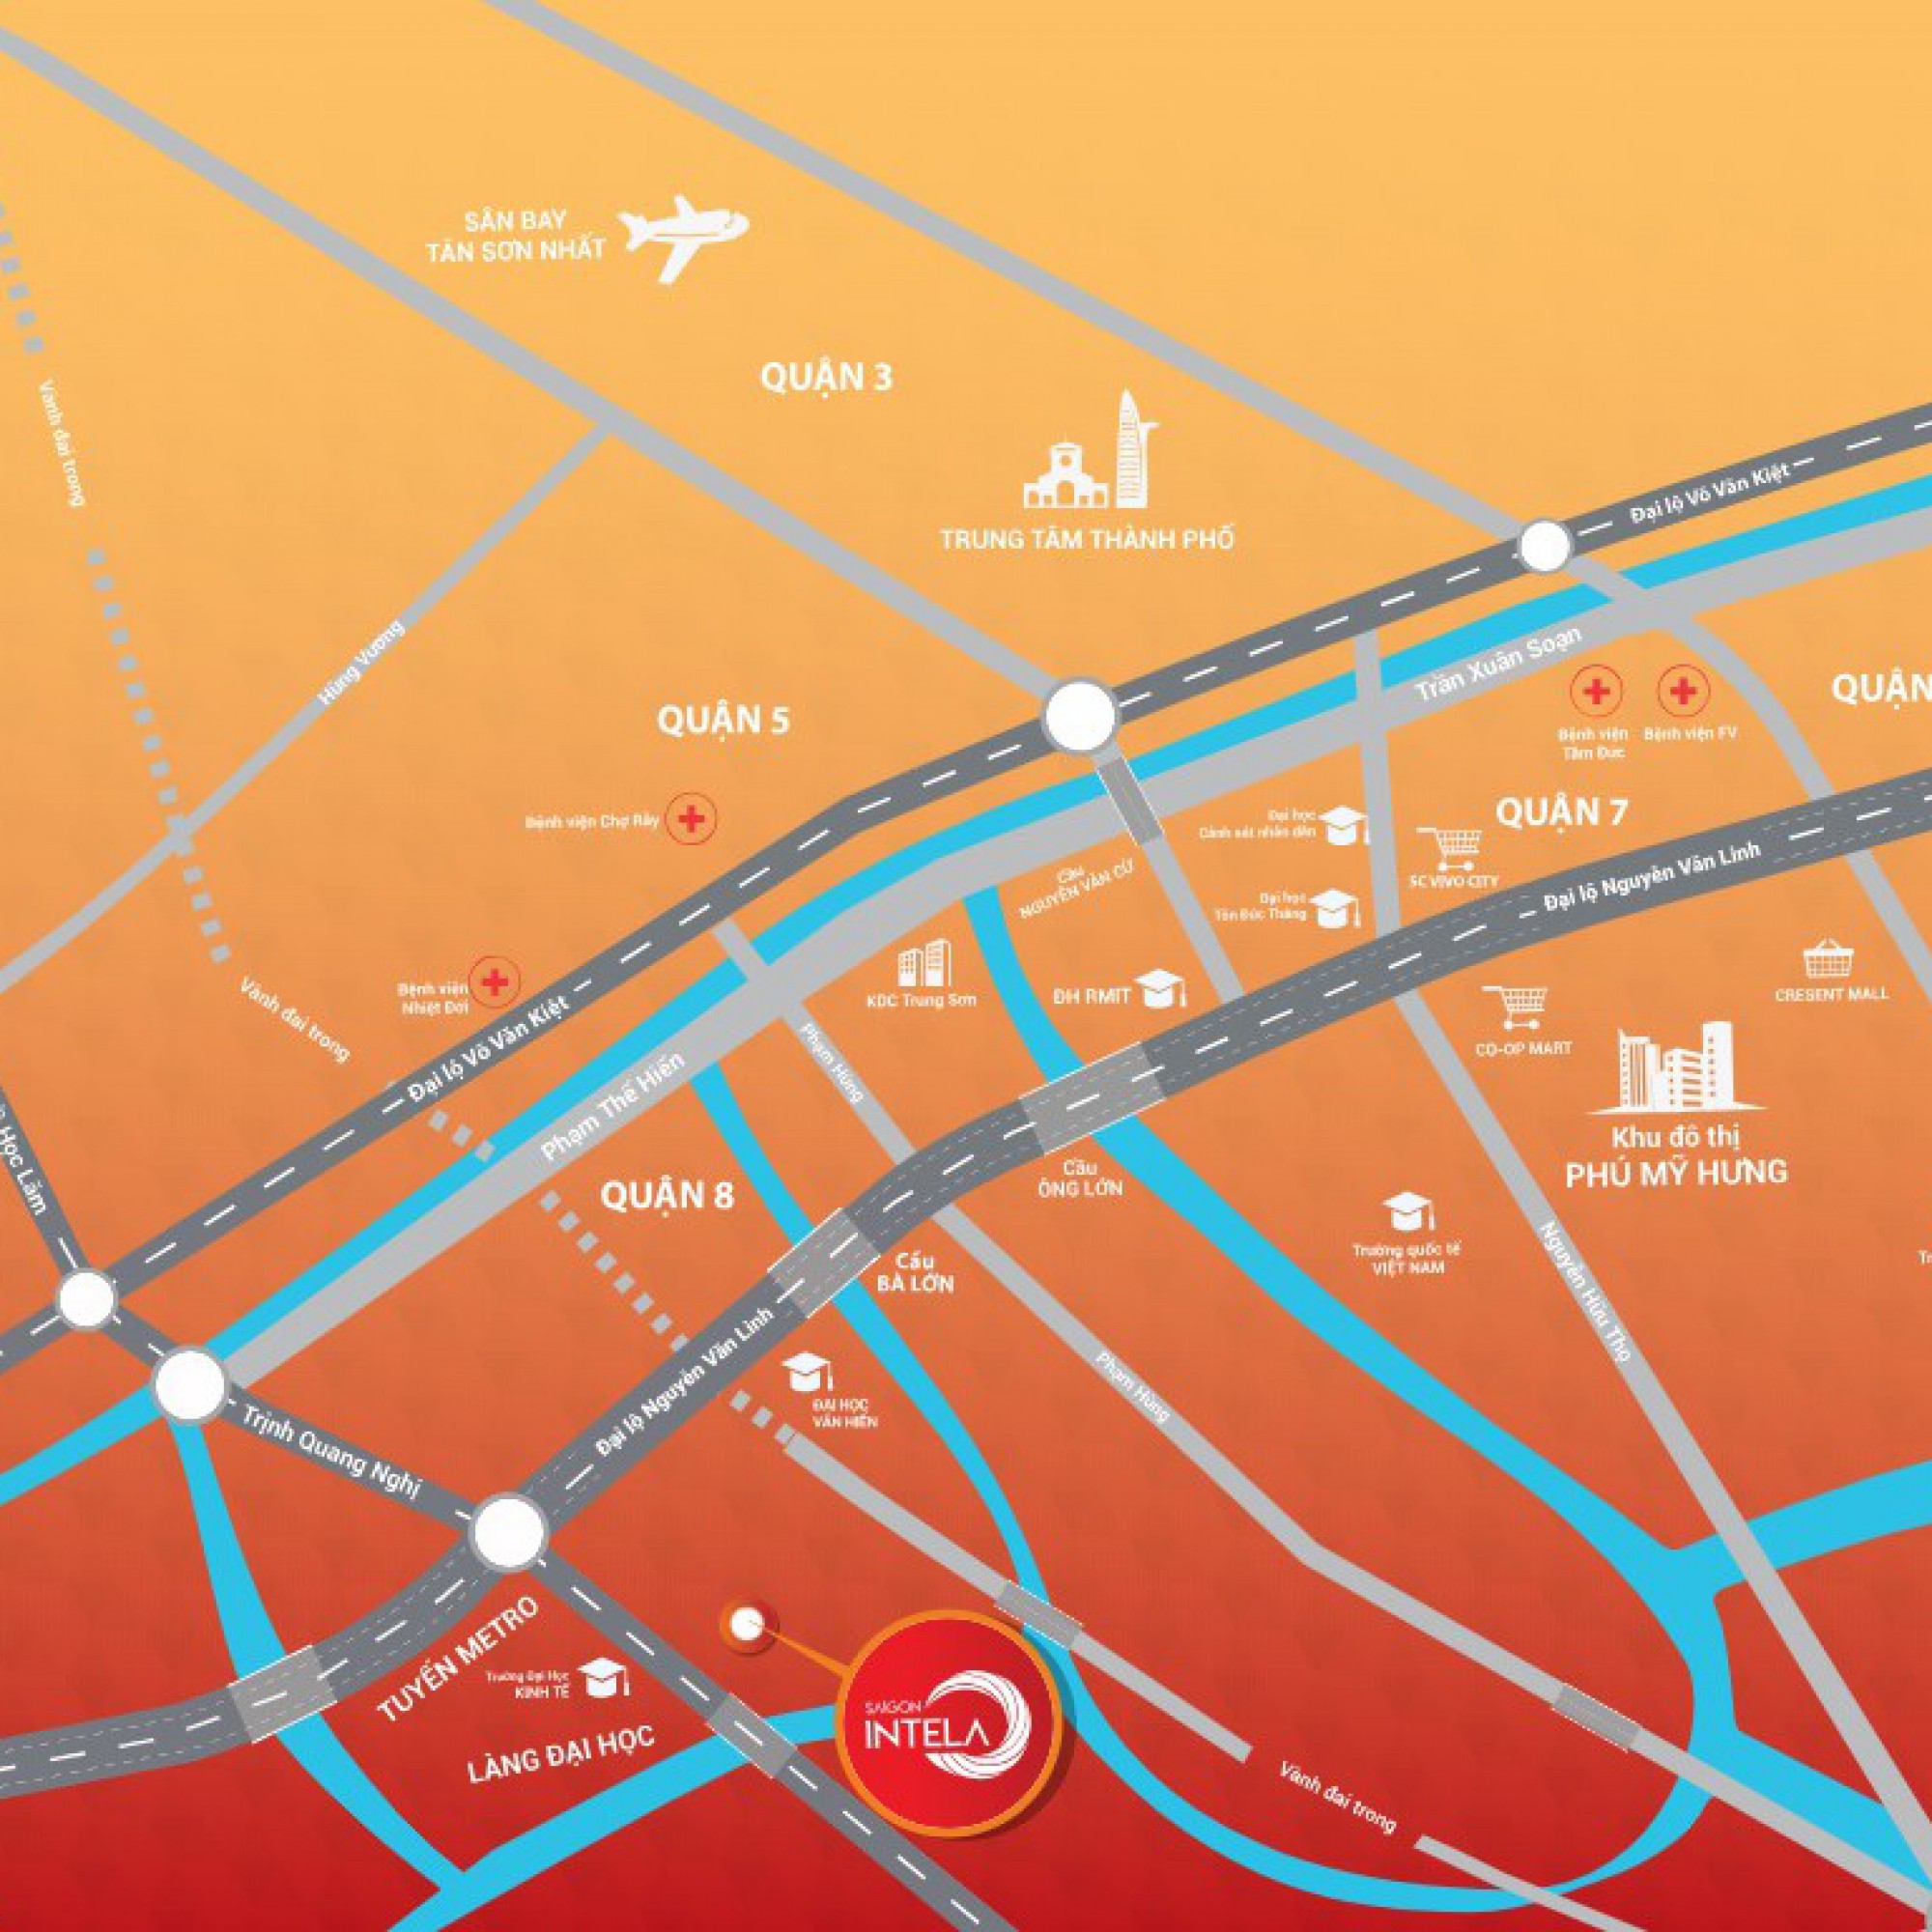 SÂN BAY
TÂN SƠN NHẤT
QUẬN 3
Vành đai trong
TRUNG TÂM THÀNH PHỐ
Đại lộ Võ Văn Kiệt
Hùng Vương
Trần Xuân Soạn
QUẬN 5
Bệnh viện
Tâm Đức
Bệnh viện FV
QUẬN
Bệnh viện Chợ Rẫy
Đại học
Cảnh sát nhân dân
QUẬN 7
SC VIVO CITY
Đại lộ Nguyễn Văn Linh
Cầu
NGUYỄN VĂN CỪ
Đại học
Tôn Đức Thắng
Bệnh viện
Nhiệt Đới
Vành đai trong
Đại lộ Võ Văn Kiệt
KDC Trung Sơn
ĐH RMIT
CRESENT MALL
CO-OP MART
Phạm Hùng
Phạm Thế Hiển
Khu đô thị
PHÚ MỸ HƯNG
Học Lãm
QUẬN 8
Cầu
ÔNG LỚN
Cầu
BÀ LỚN
Trường quốc tế
VIỆT NAM
Tr
Nguyễn Hữu Thọ
Đại lộ Nguyễn Văn Linh
Phạm Hùng
ĐẠI HỌC
VĂN HIẾN
Trịnh Quang Nghị
TUYẾN METRO
Trường Đại Học
KINH TẾ
LÀNG ĐẠI HỌC
SAIGON
INTELA
Vành đai trong